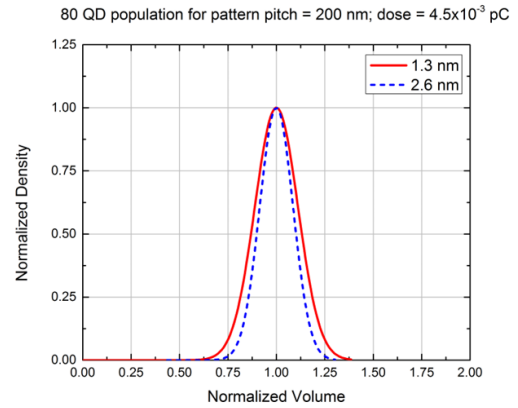 80 QD population for pattern pitch = 200 nm; dose = 4.5x10⁻³ pC
1.25
1.00
0.75
0.50
0.25
0.00
Normalized Density
1.3 nm
2.6 nm
0.00 0.25 0.50 0.75 1.00 1.25 1.50 1.75 2.00
Normalized Volume